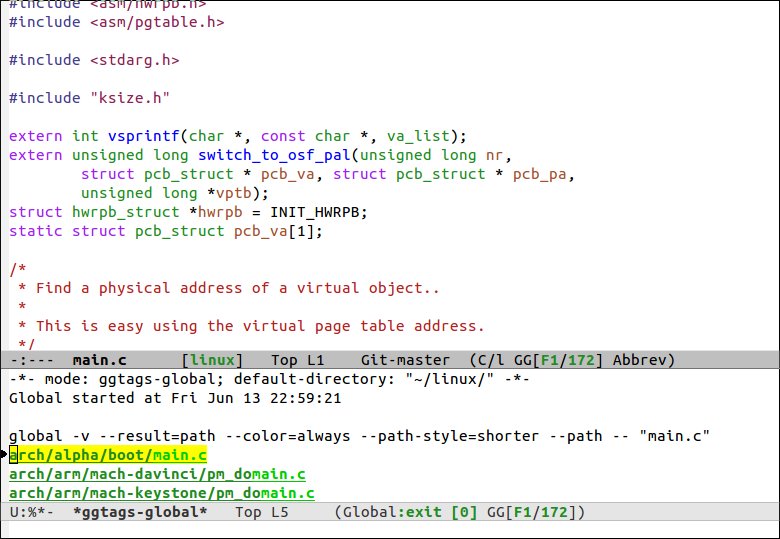 #include <asm/hwrpb.h>
#include <asm/pgtable.h>
#include <stdarg.h>
#include "ksize.h"
extern int vsprintf(char *, const char *, va_list);
extern unsigned long switch_to_osf_pal(unsigned long nr,
struct pcb_struct * pcb_va, struct pcb_struct * pcb_pa,
unsigned long *vptb);
struct hwrpb_struct *hwrpb = INIT_HWRPB;
static struct pcb_struct pcb_va[1];
/*
* Find a physical address of a virtual object..
*
* This is easy using the virtual page table address.
*/
-:--- main.c [linux] Top L1 Git-master (C/l GG[F1/172] Abbrev)
-*- mode: ggtags-global; default-directory: "~/linux/" -*-
Global started at Fri Jun 13 22:59:21
global -v --result=path --color=always --path-style=shorter --path -- "main.c"
arch/alpha/boot/main.c
arch/arm/mach-davinci/pm_domain.c
arch/arm/mach-keystone/pm_domain.c
U:%*- *ggtags-global* Top L5 (Global:exit [0] GG[F1/172])